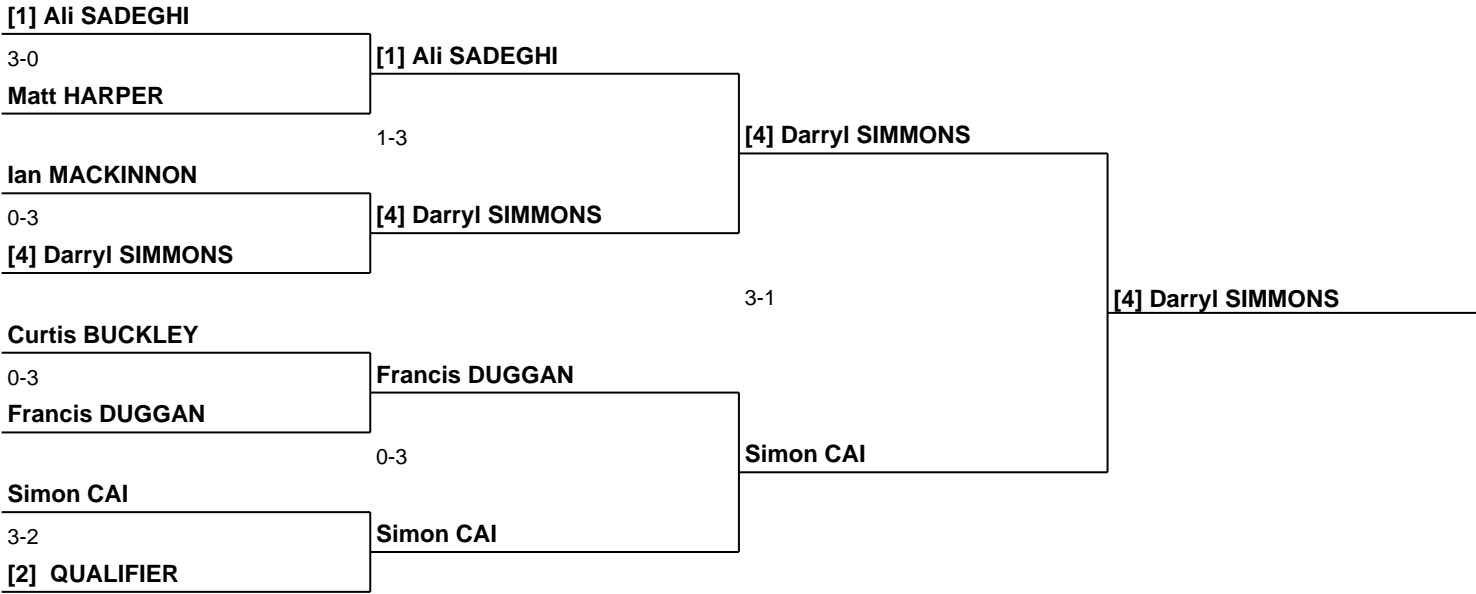 [1] Ali SADEGHI
3-0
[1] Ali SADEGHI
Matt HARPER
1-3
[4] Darryl SIMMONS
Ian MACKINNON
0-3
[4] Darryl SIMMONS
[4] Darryl SIMMONS
3-1
[4] Darryl SIMMONS
Curtis BUCKLEY
0-3
Francis DUGGAN
Francis DUGGAN
0-3
Simon CAI
Simon CAI
3-2
Simon CAI
[2] QUALIFIER